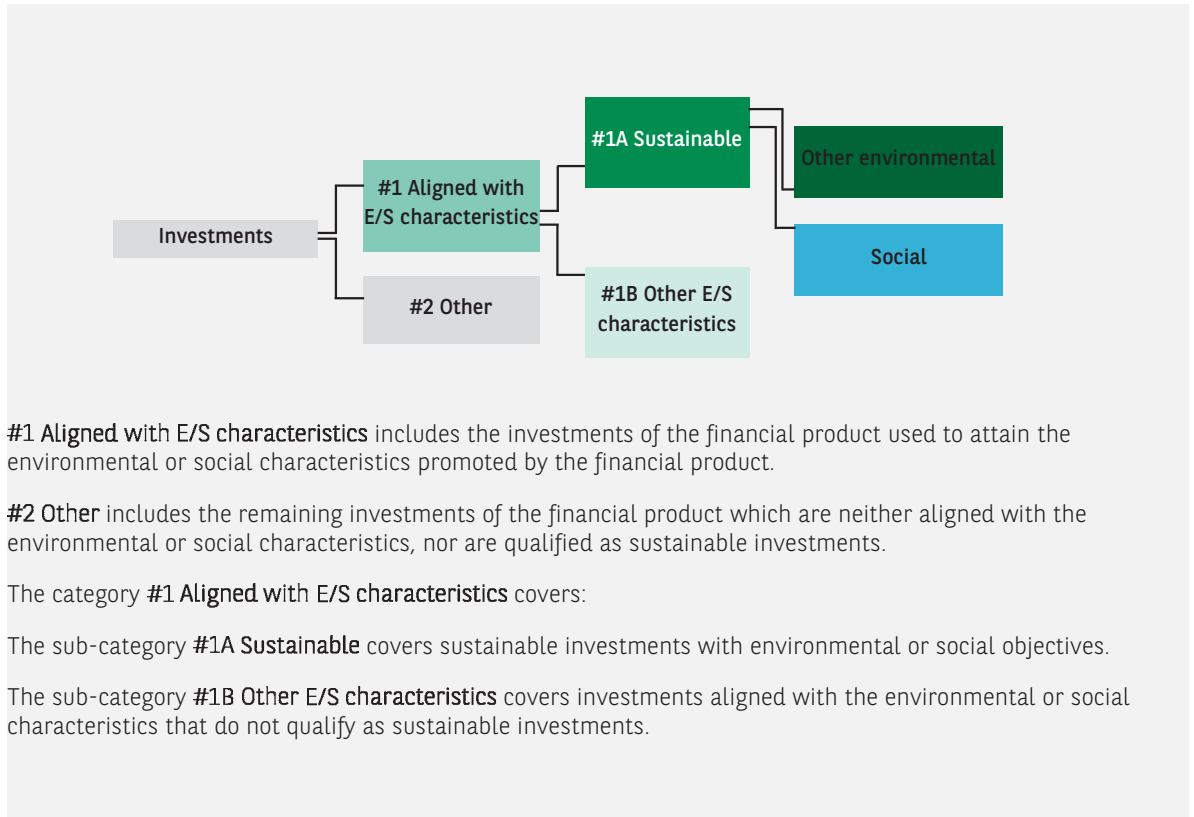 #1A Sustainable
Other environmental
#1 Aligned with
E/S characteristics
Investments
Social
#2 Other
#1B Other E/S
characteristics
#1 Aligned with E/S characteristics includes the investments of the financial product used to attain the
environmental or social characteristics promoted by the financial product.
#2 Other includes the remaining investments of the financial product which are neither aligned with the
environmental or social characteristics, nor are qualified as sustainable investments.
The category #1 Aligned with E/S characteristics covers:
The sub-category #1A Sustainable covers sustainable investments with environmental or social objectives.
The sub-category #1B Other E/S characteristics covers investments aligned with the environmental or social
characteristics that do not qualify as sustainable investments.